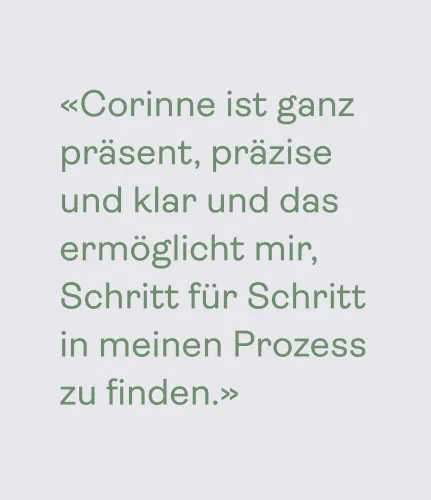 «Corinne ist ganz
präsent, präzise
und klar und das
ermöglicht mir,
Schritt für Schritt
in meinen Prozess
zu finden.»